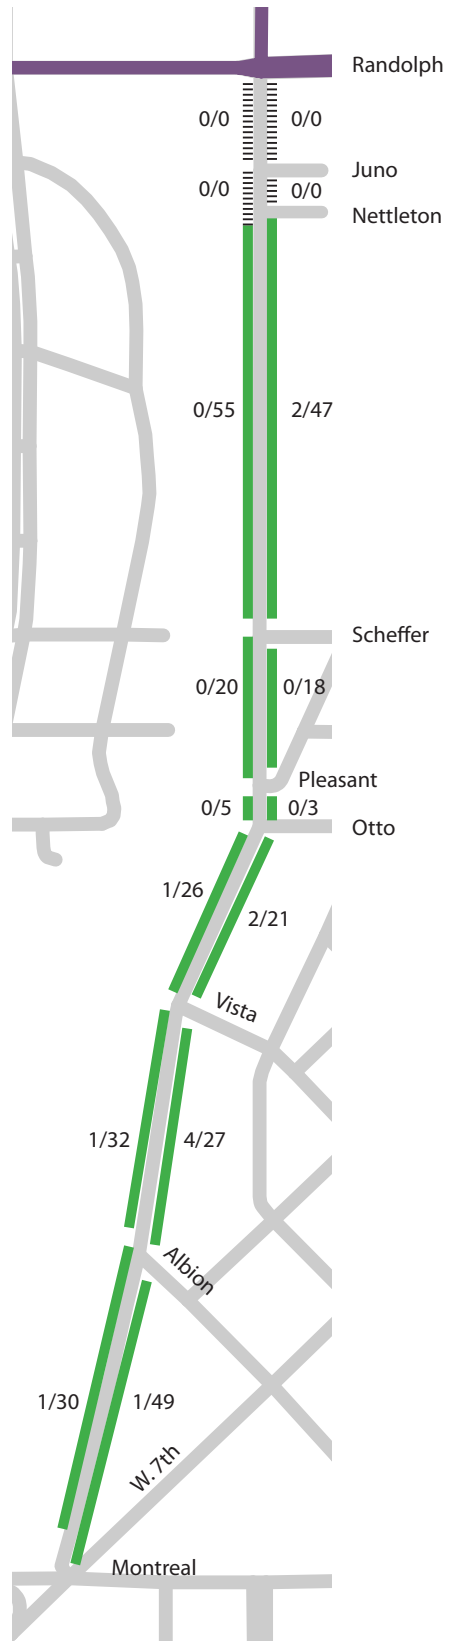 Randolph
0/0
0/0
Juno
0/0
0/0
Nettleton
0/55
2/47
Scheffer
0/20
0/18
Pleasant
0/5
0/3
Otto
1/26
2/21
Vista
1/32
4/27
Albion
1/30
1/49
W. 7th
Montreal